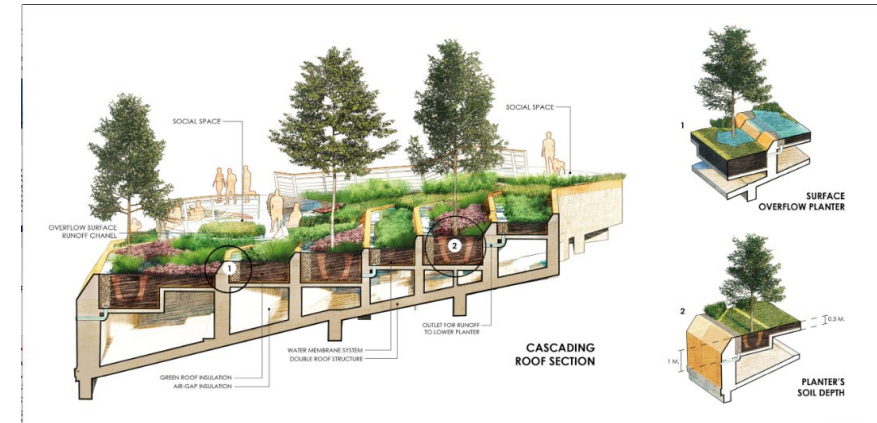 SOCIAL SPACE
SOCIAL SPACE
OVERFLOW SURFACE
RUNOFF CHANEL
1
2
OUTLET FOR RUNOFF
TO LOWER PLANTER
WATER MEMBRANE SYSTEM
DOUBLE ROOF STRUCTURE
GREEN ROOF INSULATION
AIR-GAP INSULATION
CASCADING
ROOF SECTION
1
SURFACE
OVERFLOW PLANTER
2
0.5 M.
1 M.
PLANTER'S
SOIL DEPTH